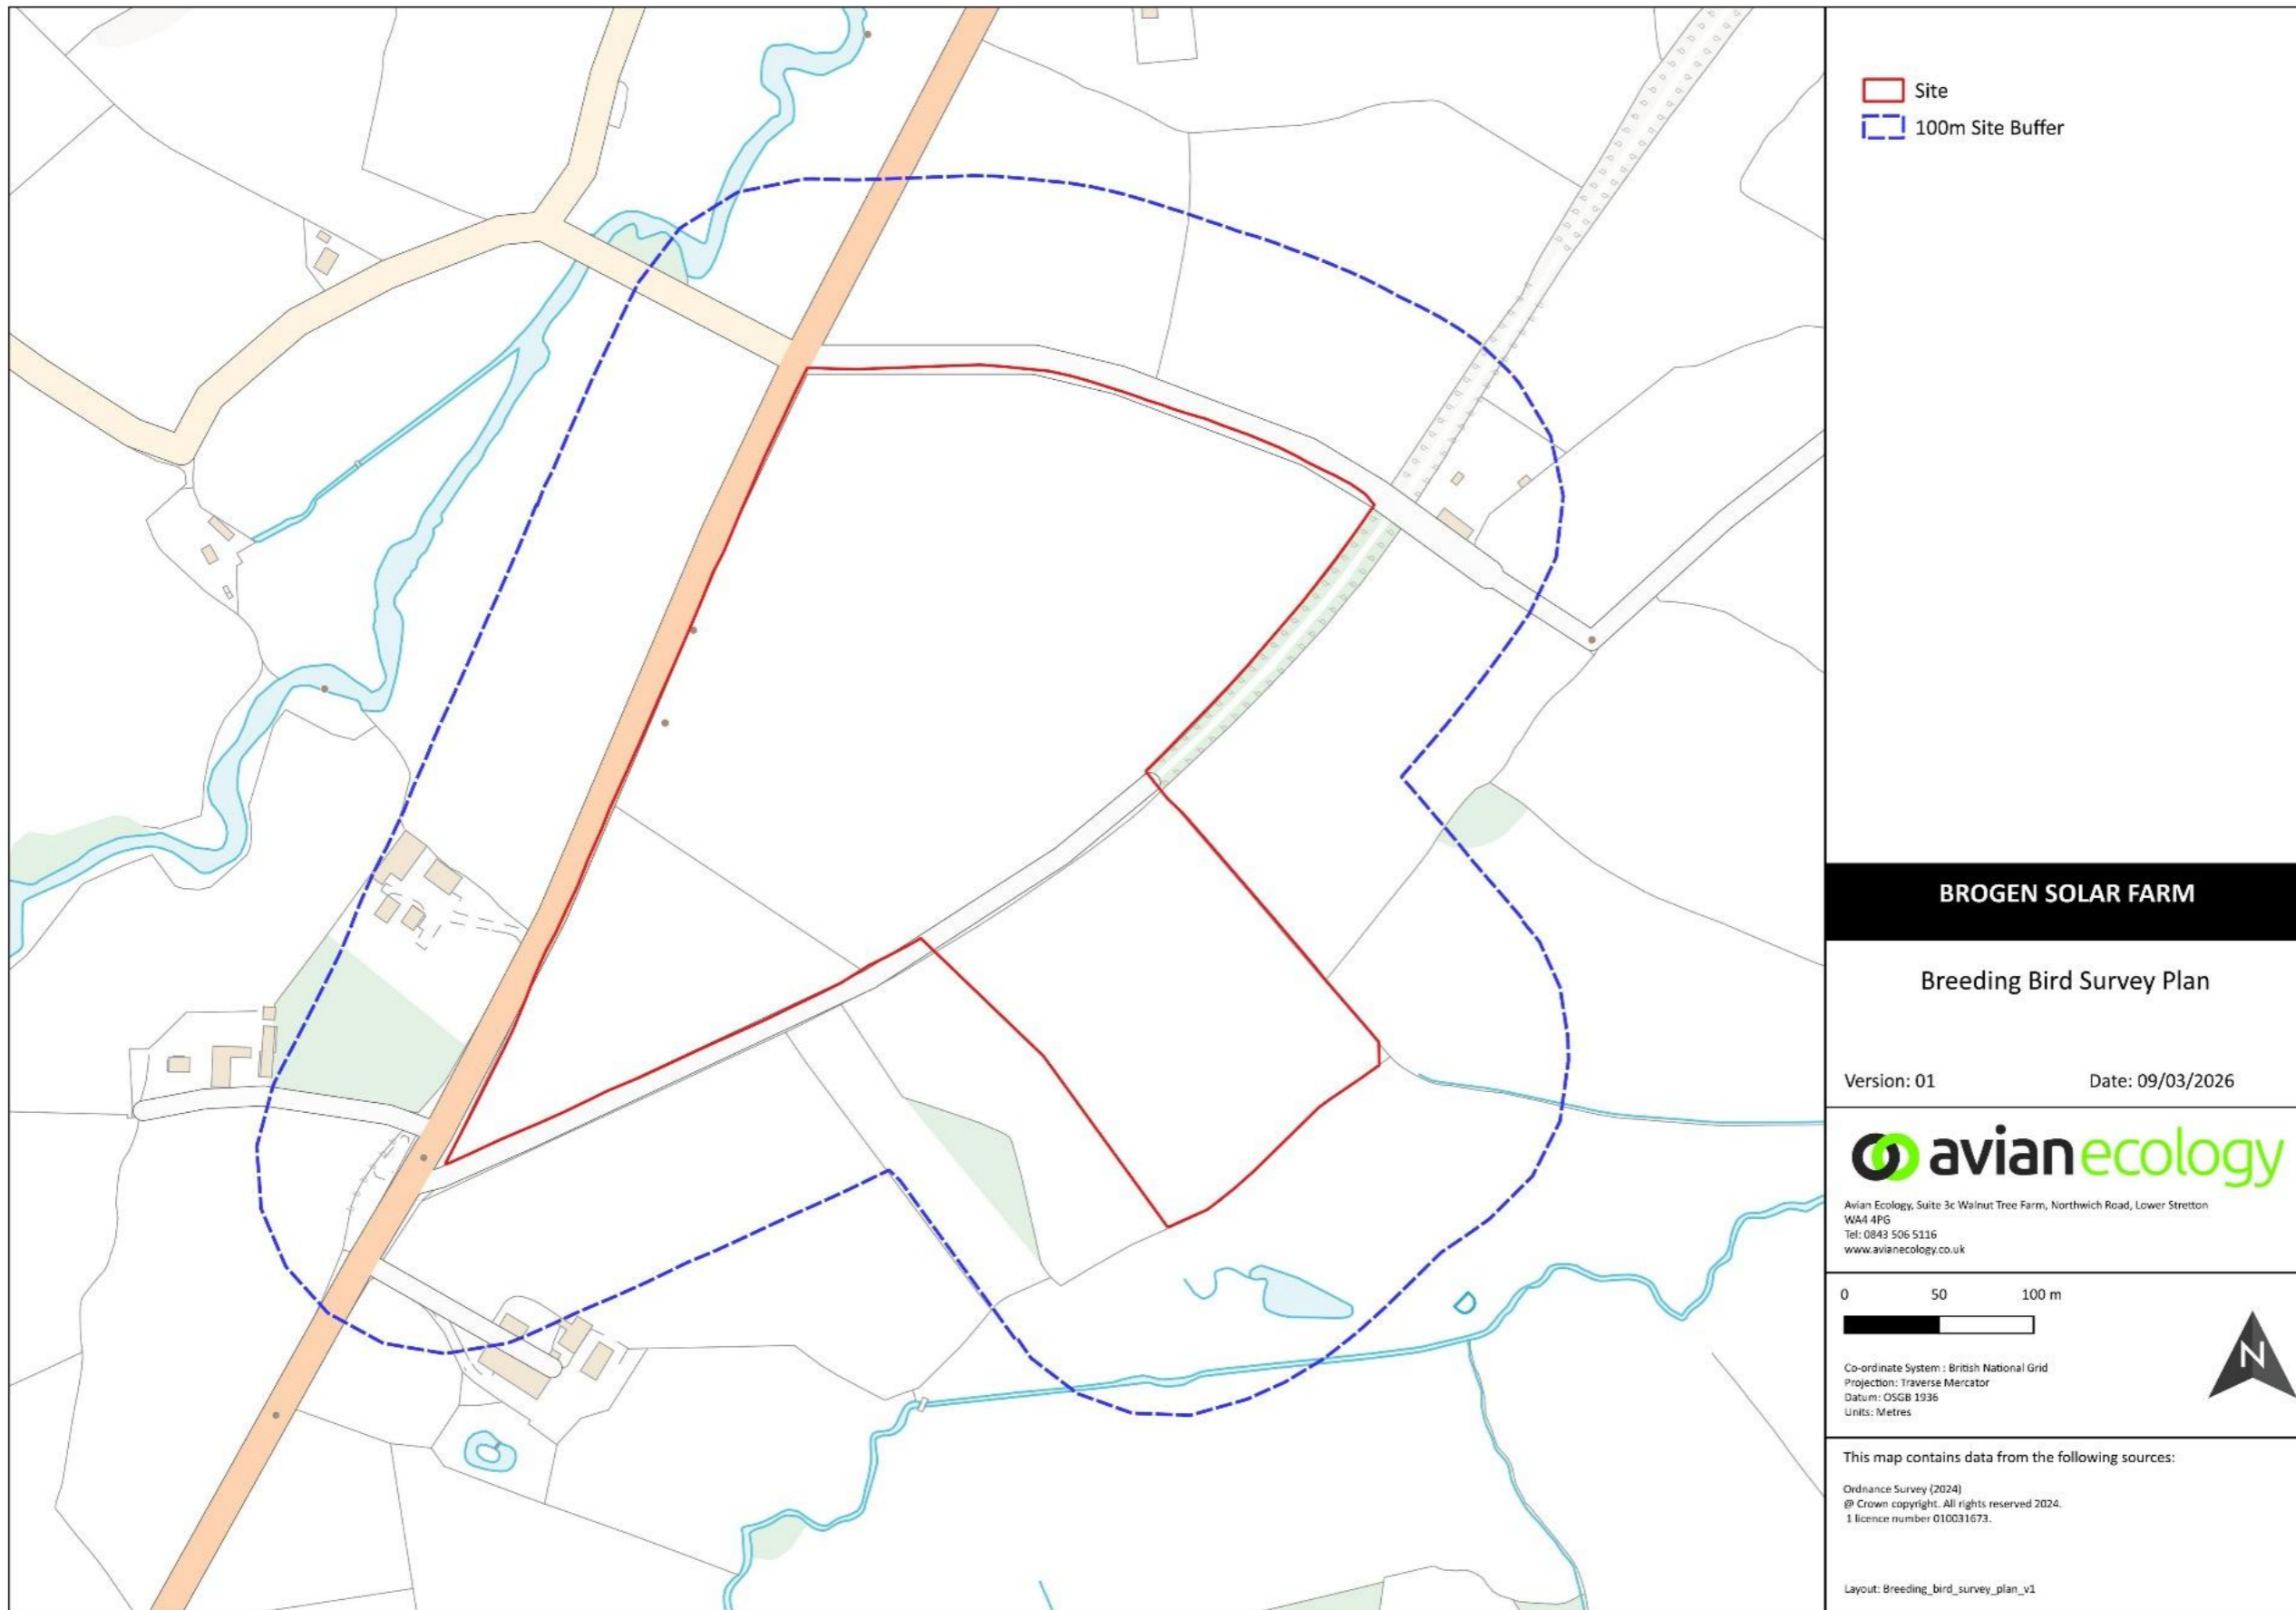 Site
100m Site Buffer
BROGEN SOLAR FARM
Breeding Bird Survey Plan
Version: 01 Date: 09/03/2026
avianecology
Avian Ecology, Suite 3c Walnut Tree Farm, Northwich Road, Lower Stretton
WA4 4PG
Tel: 0843 506 5116
www.avianecology.co.uk
0 50 100 m
N
Co-ordinate System : British National Grid
Projection: Traverse Mercator
Datum: OSGB 1936
Units: Metres
This map contains data from the following sources:
Ordnance Survey (2024)
@ Crown copyright. All rights reserved 2024.
1 licence number 010031673.
Layout: Breeding_bird_survey_plan_v1